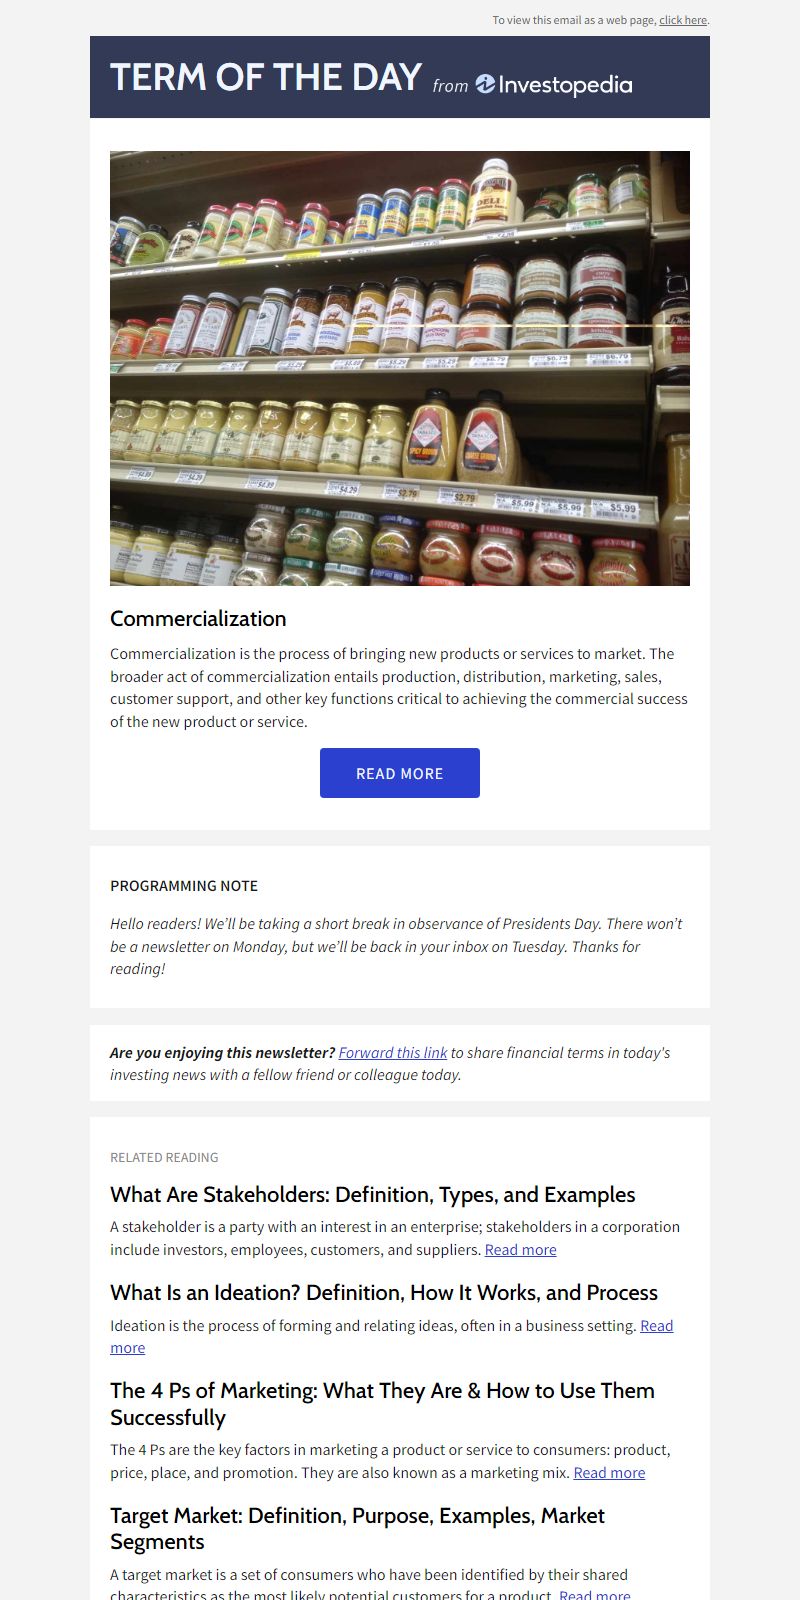 To view this email as a web page, click here.
TERM OF THE DAY from Investopedia
DELI
$5.29
$5.29
$6.79
$6.79
$6.79
TABASCO
TABASCO
SPICY BROWN
COARSE GROUND
$4.99
$4.29
$4.29
$2.79
$2.79
$5.99
$5.99
$5.99
Commercialization
Commercialization is the process of bringing new products or services to market. The
broader act of commercialization entails production, distribution, marketing, sales,
customer support, and other key functions critical to achieving the commercial success
of the new product or service.
READ MORE
PROGRAMMING NOTE
Hello readers! We’ll be taking a short break in observance of Presidents Day. There won’t
be a newsletter on Monday, but we’ll be back in your inbox on Tuesday. Thanks for
reading!
Are you enjoying this newsletter? Forward this link to share financial terms in today's
investing news with a fellow friend or colleague today.
RELATED READING
What Are Stakeholders: Definition, Types, and Examples
A stakeholder is a party with an interest in an enterprise; stakeholders in a corporation
include investors, employees, customers, and suppliers. Read more
What Is an Ideation? Definition, How It Works, and Process
Ideation is the process of forming and relating ideas, often in a business setting. Read
more
The 4 Ps of Marketing: What They Are & How to Use Them
Successfully
The 4 Ps are the key factors in marketing a product or service to consumers: product,
price, place, and promotion. They are also known as a marketing mix. Read more
Target Market: Definition, Purpose, Examples, Market
Segments
A target market is a set of consumers who have been identified by their shared
characteristics as the most likely potential customers for a product. Read more